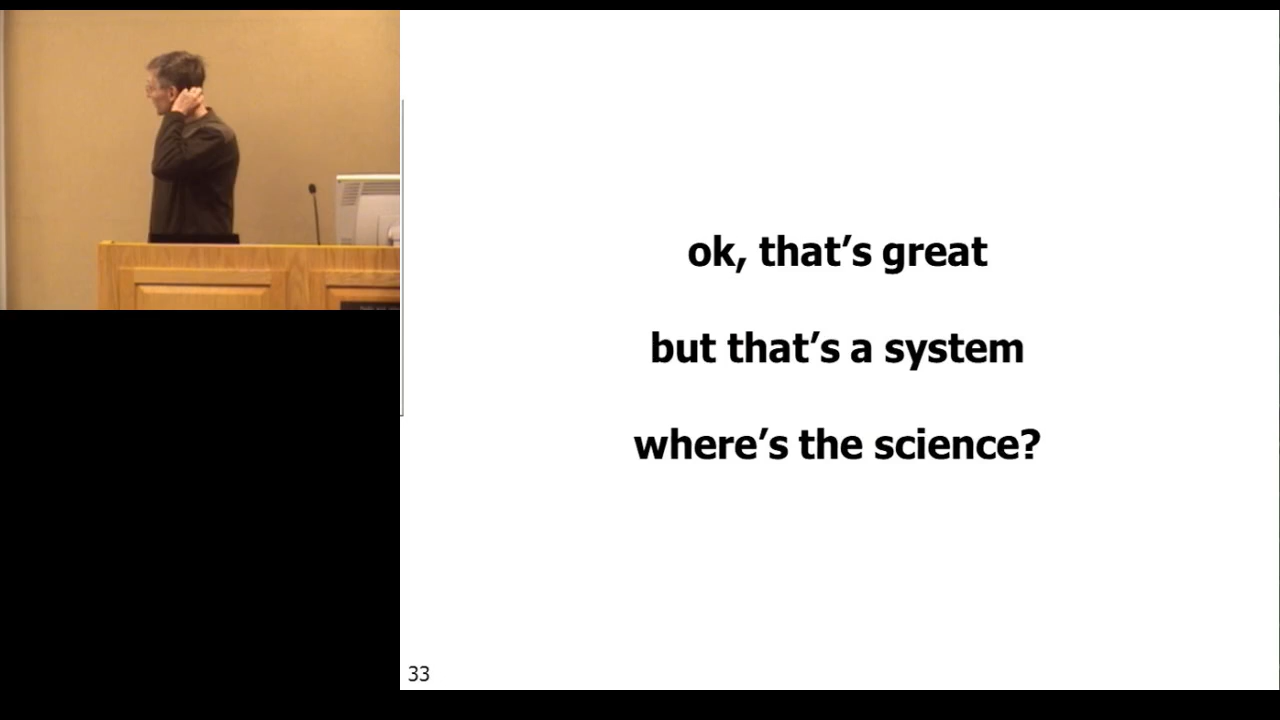 ok, that’s great
but that’s a system
where’s the science?
33